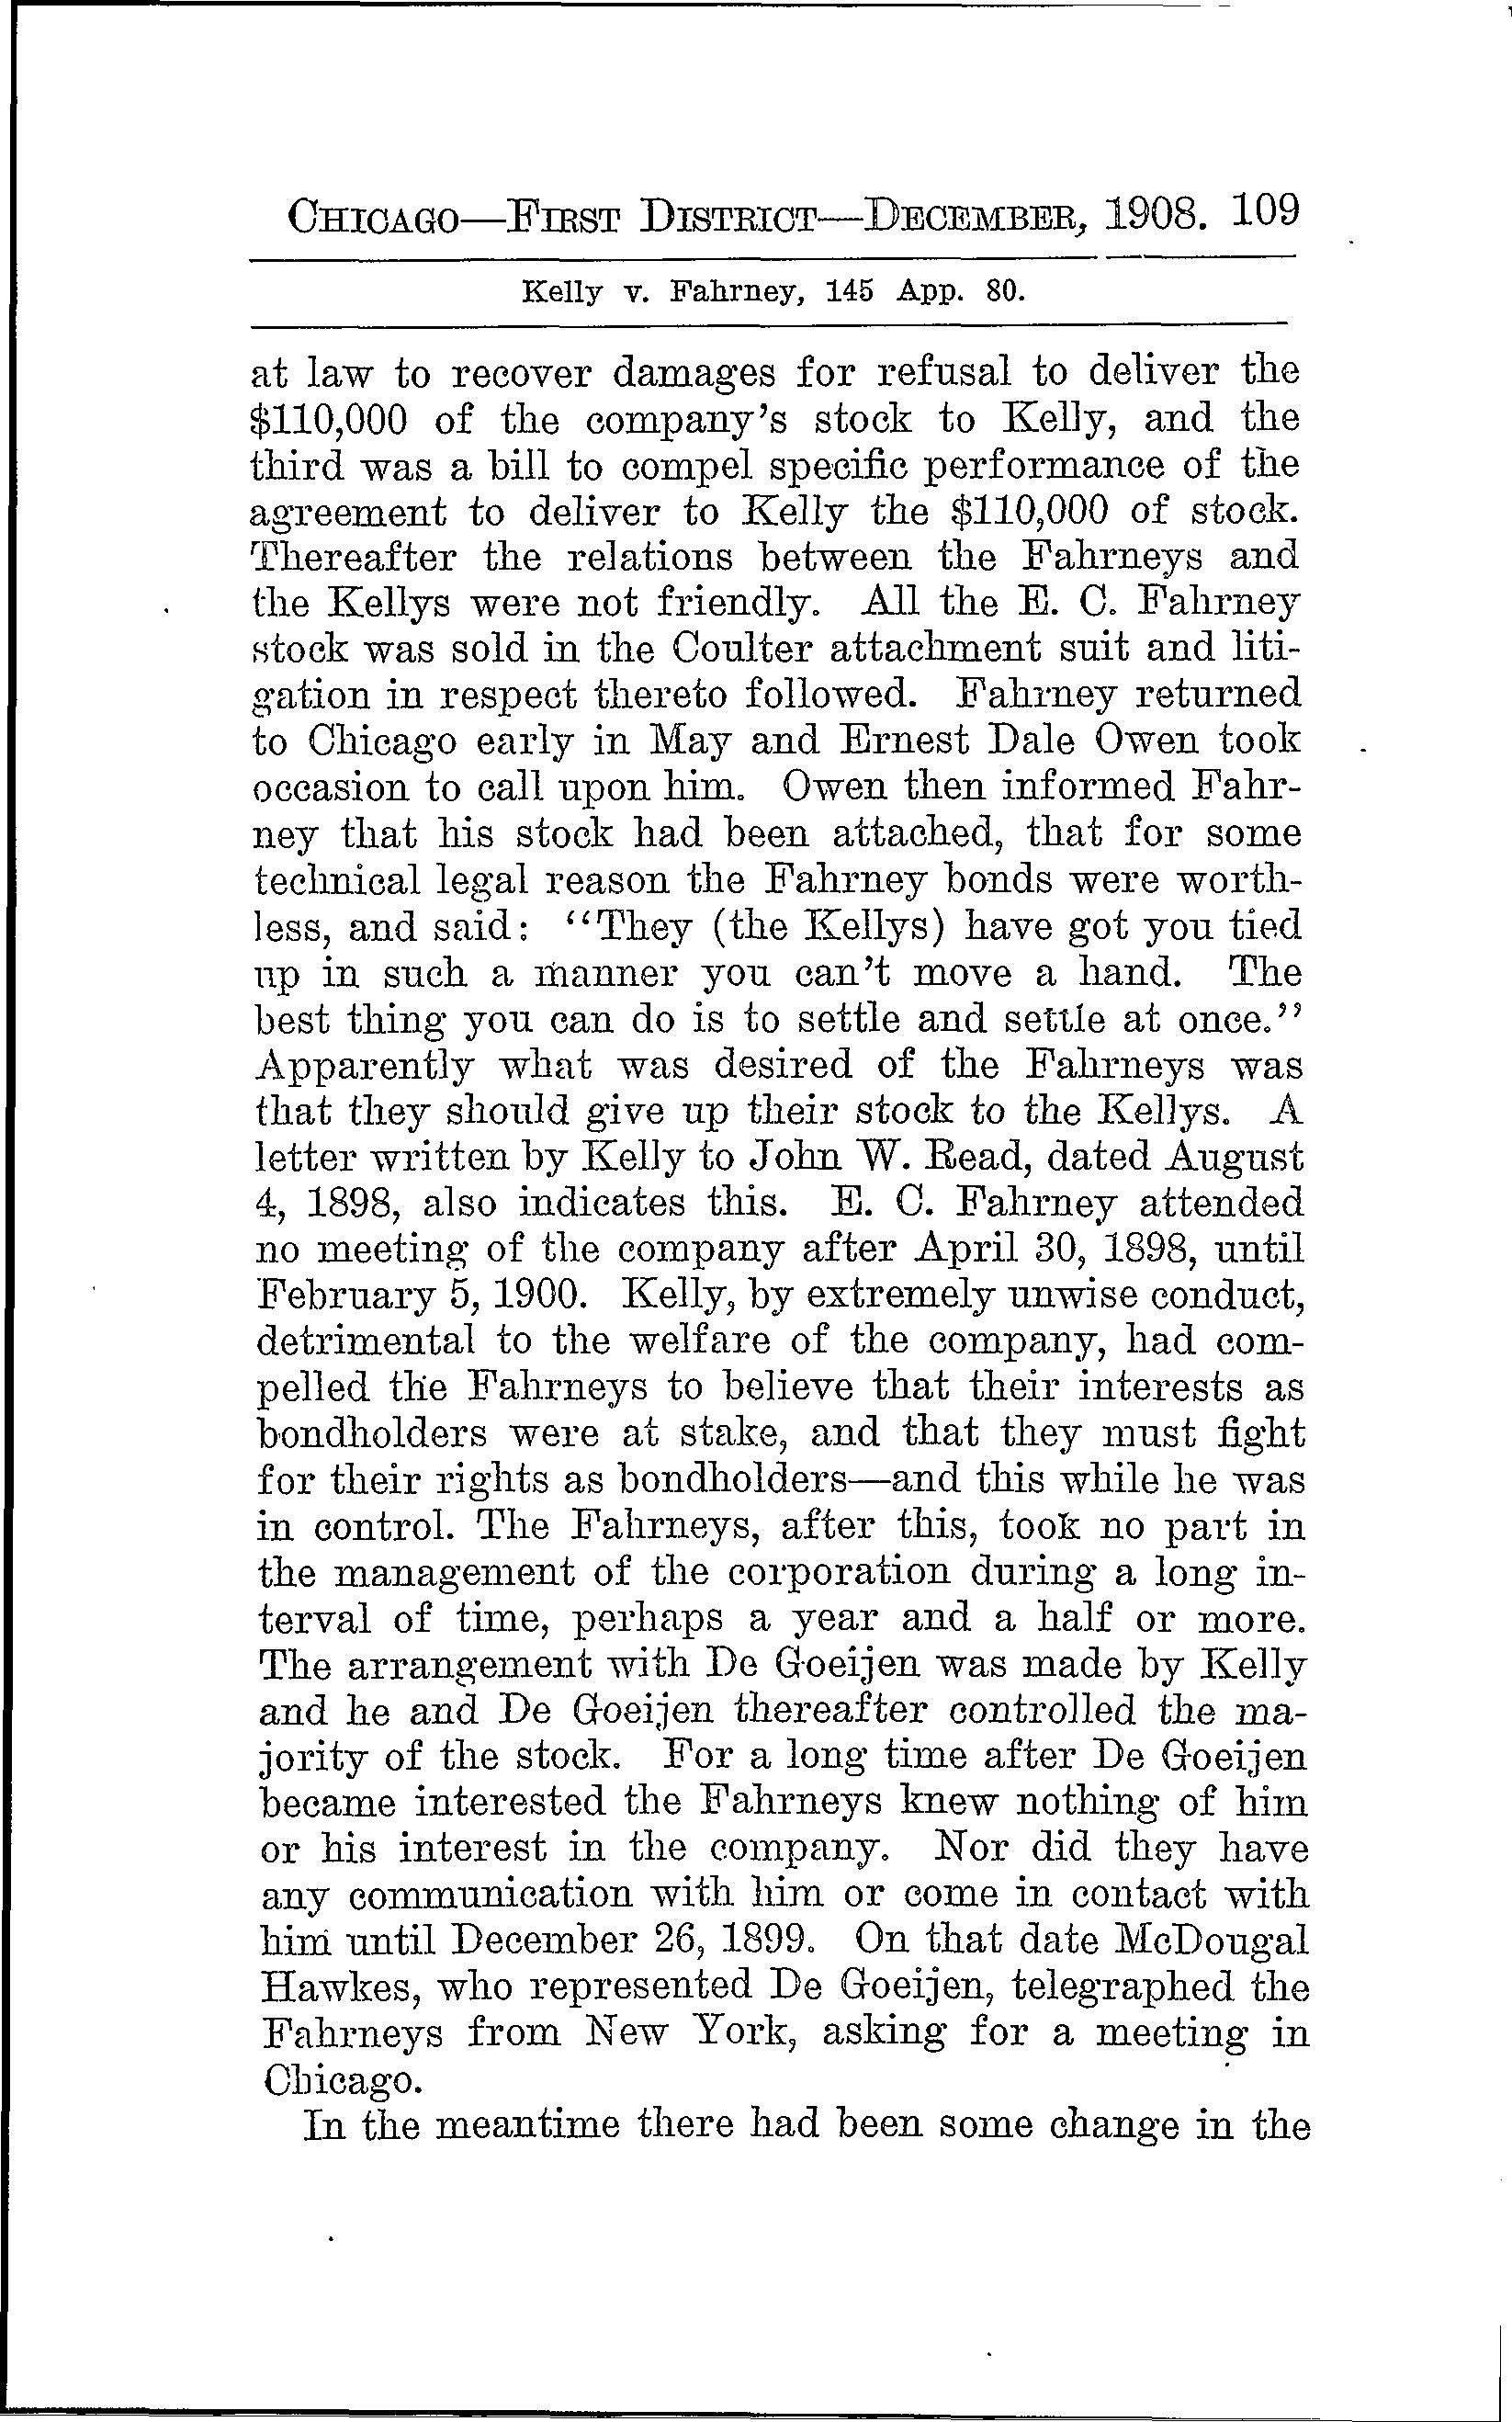 CHICAGO—FIRST DISTRICT—DECEMBER, 1908. 109
Kelly v. Fahrney, 145 App. 80.
at law to recover damages for refusal to deliver the
$110,000 of the company's stock to Kelly, and the
third was a bill to compel specific performance of the
agreement to deliver to Kelly the $110,000 of stock.
Thereafter the relations between the Fahrneys and
the Kellys were not friendly. All the E. C. Fahrney
stock was sold in the Coulter attachment suit and liti-
gation in respect thereto followed. Fahrney returned
to Chicago early in May and Ernest Dale Owen took
occasion to call upon him. Owen then informed Fahr-
ney that his stock had been attached, that for some
technical legal reason the Fahrney bonds were worth-
less, and said: "They (the Kellys) have got you tied
up in such a manner you can't move a hand. The
best thing you can do is to settle and settle at once."
Apparently what was desired of the Fahrneys was
that they should give up their stock to the Kellys. A
letter written by Kelly to John W. Read, dated August
4, 1898, also indicates this. E. C. Fahrney attended
no meeting of the company after April 30, 1898, until
February 5, 1900. Kelly, by extremely unwise conduct,
detrimental to the welfare of the company, had com-
pelled the Fahrneys to believe that their interests as
bondholders were at stake, and that they must fight
for their rights as bondholders—and this while he was
in control. The Fahrneys, after this, took no part in
the management of the corporation during a long in-
terval of time, perhaps a year and a half or more.
The arrangement with De Goeijen was made by Kelly
and he and De Goeijen thereafter controlled the ma-
jority of the stock. For a long time after De Goeijen
became interested the Fahrneys knew nothing of him
or his interest in the company. Nor did they have
any communication with him or come in contact with
him until December 26, 1899. On that date McDougal
Hawkes, who represented De Goeijen, telegraphed the
Fahrneys from New York, asking for a meeting in
Chicago.
In the meantime there had been some change in the